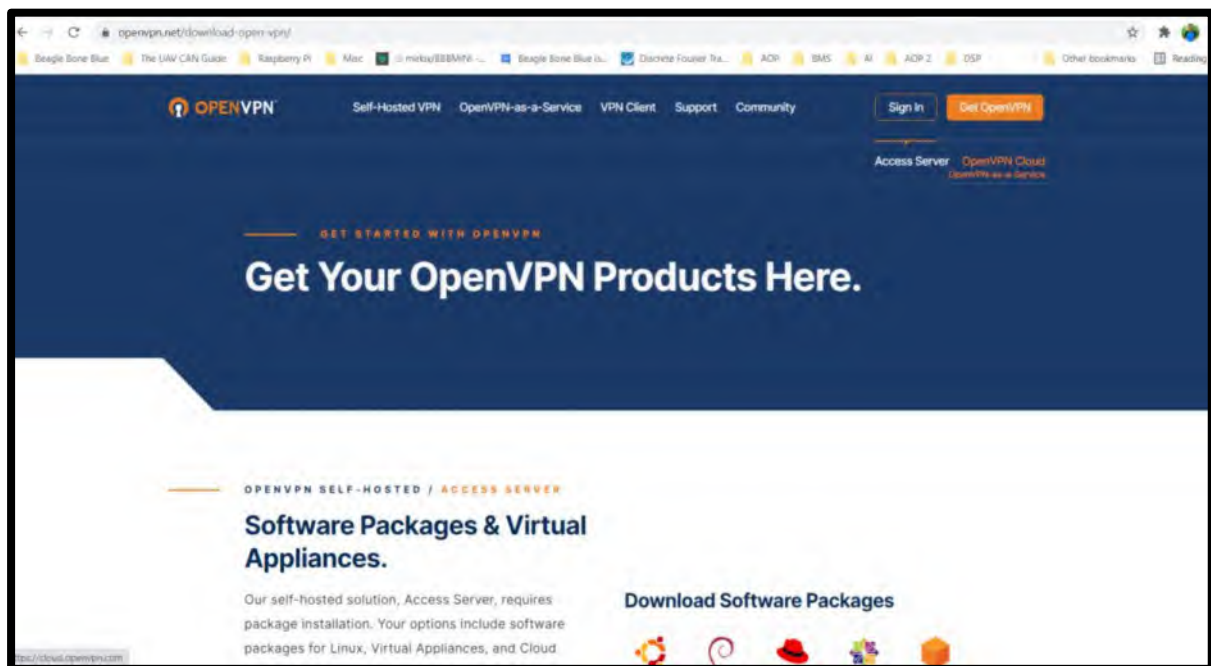 openvpn.net/download-open-vpn/
Beagle Bone Blue The UAV CAN Guide Raspberry Pi Misc Beagle Bone Blue is... Discrete Fourier Tra... AOP BMS AI AOP 2 DSP Other bookmarks Reading
OPENVPN Self-Hosted VPN OpenVPN-as-a-Service VPN Client Support Community Sign In Get OpenVPN
Access Server OpenVPN Cloud
OpenVPN-as-a-Service
GET STARTED WITH OPENVPN
Get Your OpenVPN Products Here.
OPENVPN SELF-HOSTED / ACCESS SERVER
Software Packages & Virtual
Appliances.
Our self-hosted solution, Access Server, requires
package installation. Your options include software
packages for Linux, Virtual Appliances, and Cloud
Download Software Packages
ttps://cloud.openvpn.com